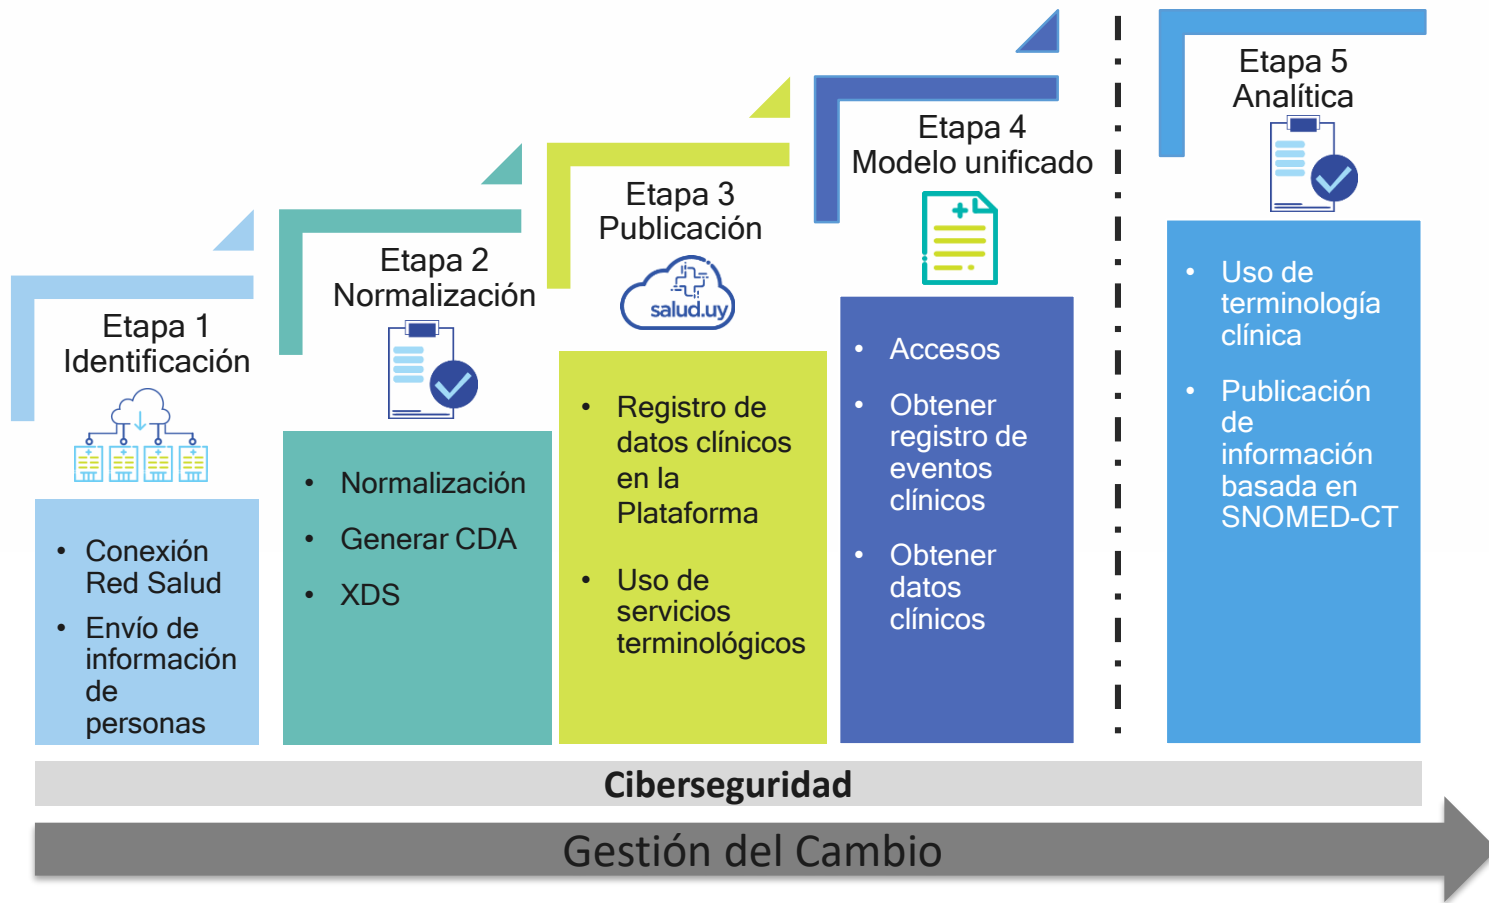 Etapa 1
Identificación
• Conexión
Red Salud
• Envío de
información
de
personas
Etapa 2
Normalización
• Normalización
• Generar CDA
• XDS
Etapa 3
Publicación
salud.uy
• Registro de
datos clínicos
en la
Plataforma
• Uso de
servicios
terminológicos
Etapa 4
Modelo unificado
• Accesos
• Obtener
registro de
eventos
clínicos
• Obtener
datos
clínicos
Etapa 5
Analítica
• Uso de
terminología
clínica
• Publicación
de
información
basada en
SNOMED-CT
Ciberseguridad
Gestión del Cambio